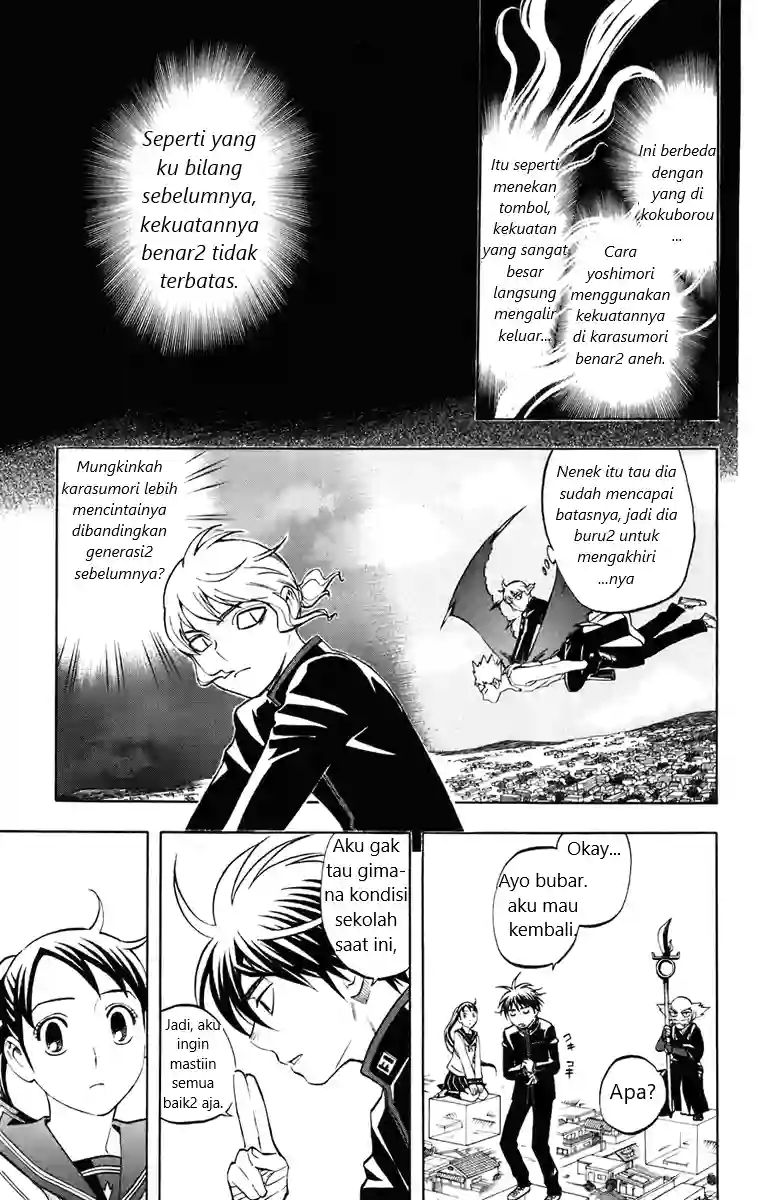 Ini berbeda
dengan
yang di
kokuborou
...
Cara
yoshimori
menggunakan
kekuatannya
di karasumori
benar2 aneh.
Itu seperti
menekan
tombol,
kekuatan
yang sangat
besar
langsung
mengalir
keluar...
Seperti yang
ku bilang
sebelumnya,
kekuatannya
benar2 tidak
terbatas.
Nenek itu tau dia
sudah mencapai
batasnya, jadi dia
buru2 untuk
mengakhiri
...nya
Mungkinkah
karasumori lebih
mencintainya
dibandingkan
generasi2
sebelumnya?
Okay...
Ayo bubar.
aku mau
kembali.
コキ
コキ
Apa?
Aku gak
tau gima-
na kondisi
sekolah
saat ini,
Jadi, aku
ingin
mastiin
semua
baik2 aja.